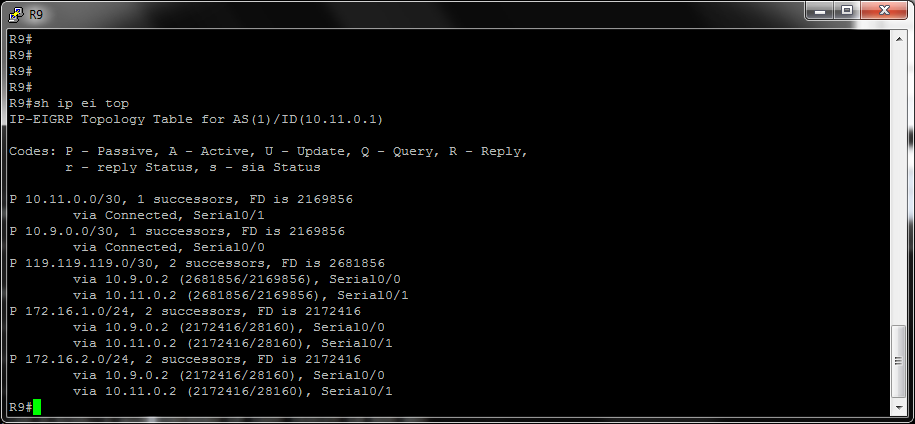 R9
R9#
R9#
R9#
R9#
R9#sh ip ei top
IP-EIGRP Topology Table for AS(1)/ID(10.11.0.1)
Codes: P - Passive, A - Active, U - Update, Q - Query, R - Reply,
r - reply Status, s - sia Status
P 10.11.0.0/30, 1 successors, FD is 2169856
via Connected, Serial0/1
P 10.9.0.0/30, 1 successors, FD is 2169856
via Connected, Serial0/0
P 119.119.119.0/30, 2 successors, FD is 2681856
via 10.9.0.2 (2681856/2169856), Serial0/0
via 10.11.0.2 (2681856/2169856), Serial0/1
P 172.16.1.0/24, 2 successors, FD is 2172416
via 10.9.0.2 (2172416/28160), Serial0/0
via 10.11.0.2 (2172416/28160), Serial0/1
P 172.16.2.0/24, 2 successors, FD is 2172416
via 10.9.0.2 (2172416/28160), Serial0/0
via 10.11.0.2 (2172416/28160), Serial0/1
R9#